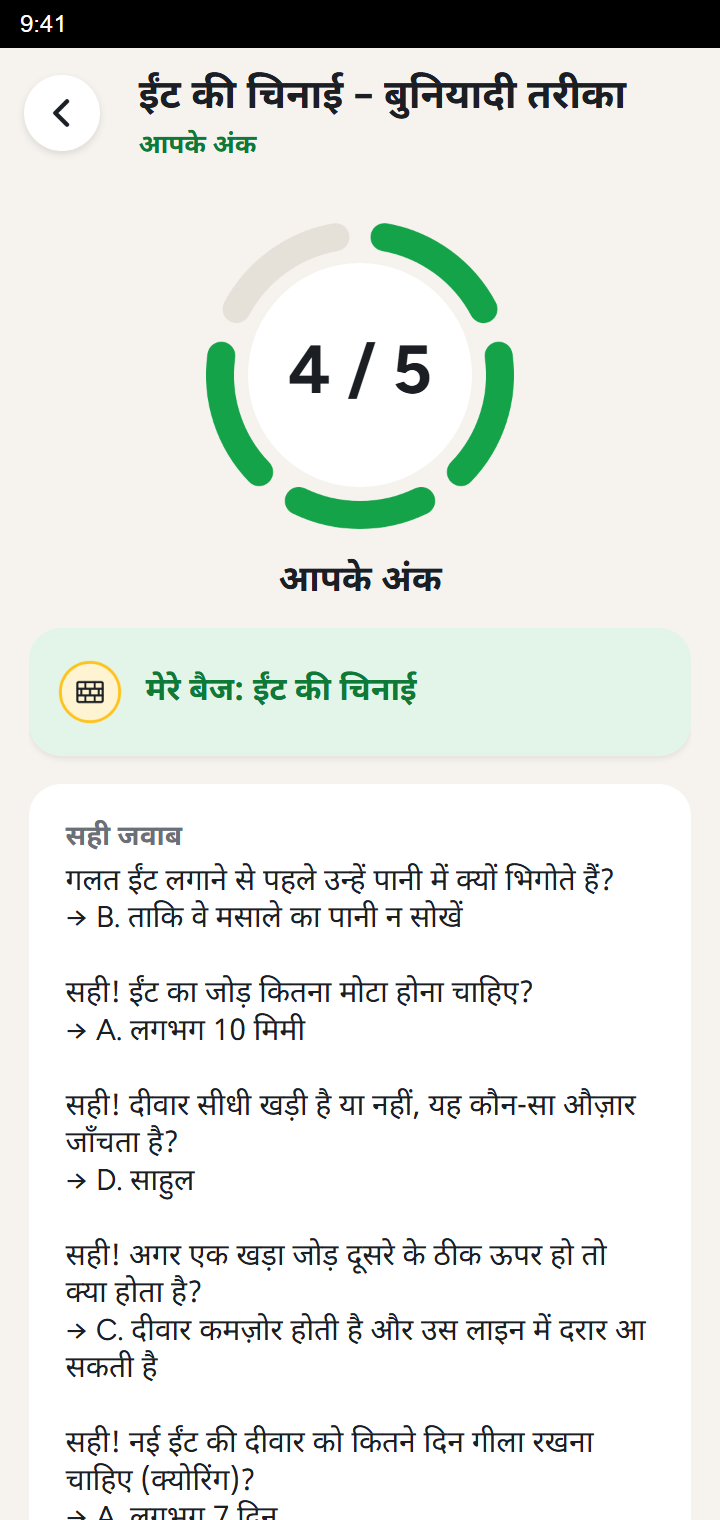 9:41
ईंट की चिनाई – बुनियादी तरीका
आपके अंक
4 / 5
आपके अंक
मेरे बैज: ईंट की चिनाई
सही जवाब
गलत ईंट लगाने से पहले उन्हें पानी में क्यों भिगोते हैं?
→ B. ताकि वे मसाले का पानी न सोखें
सही! ईंट का जोड़ कितना मोटा होना चाहिए?
→ A. लगभग 10 मिमी
सही! दीवार सीधी खड़ी है या नहीं, यह कौन-सा औज़ार
जाँचता है?
→ D. साहुल
सही! अगर एक खड़ा जोड़ दूसरे के ठीक ऊपर हो तो
क्या होता है?
→ C. दीवार कमज़ोर होती है और उस लाइन में दरार आ
सकती है
सही! नई ईंट की दीवार को कितने दिन गीला रखना
चाहिए (क्योरिंग)?
→ A. लगभग 7 दिन